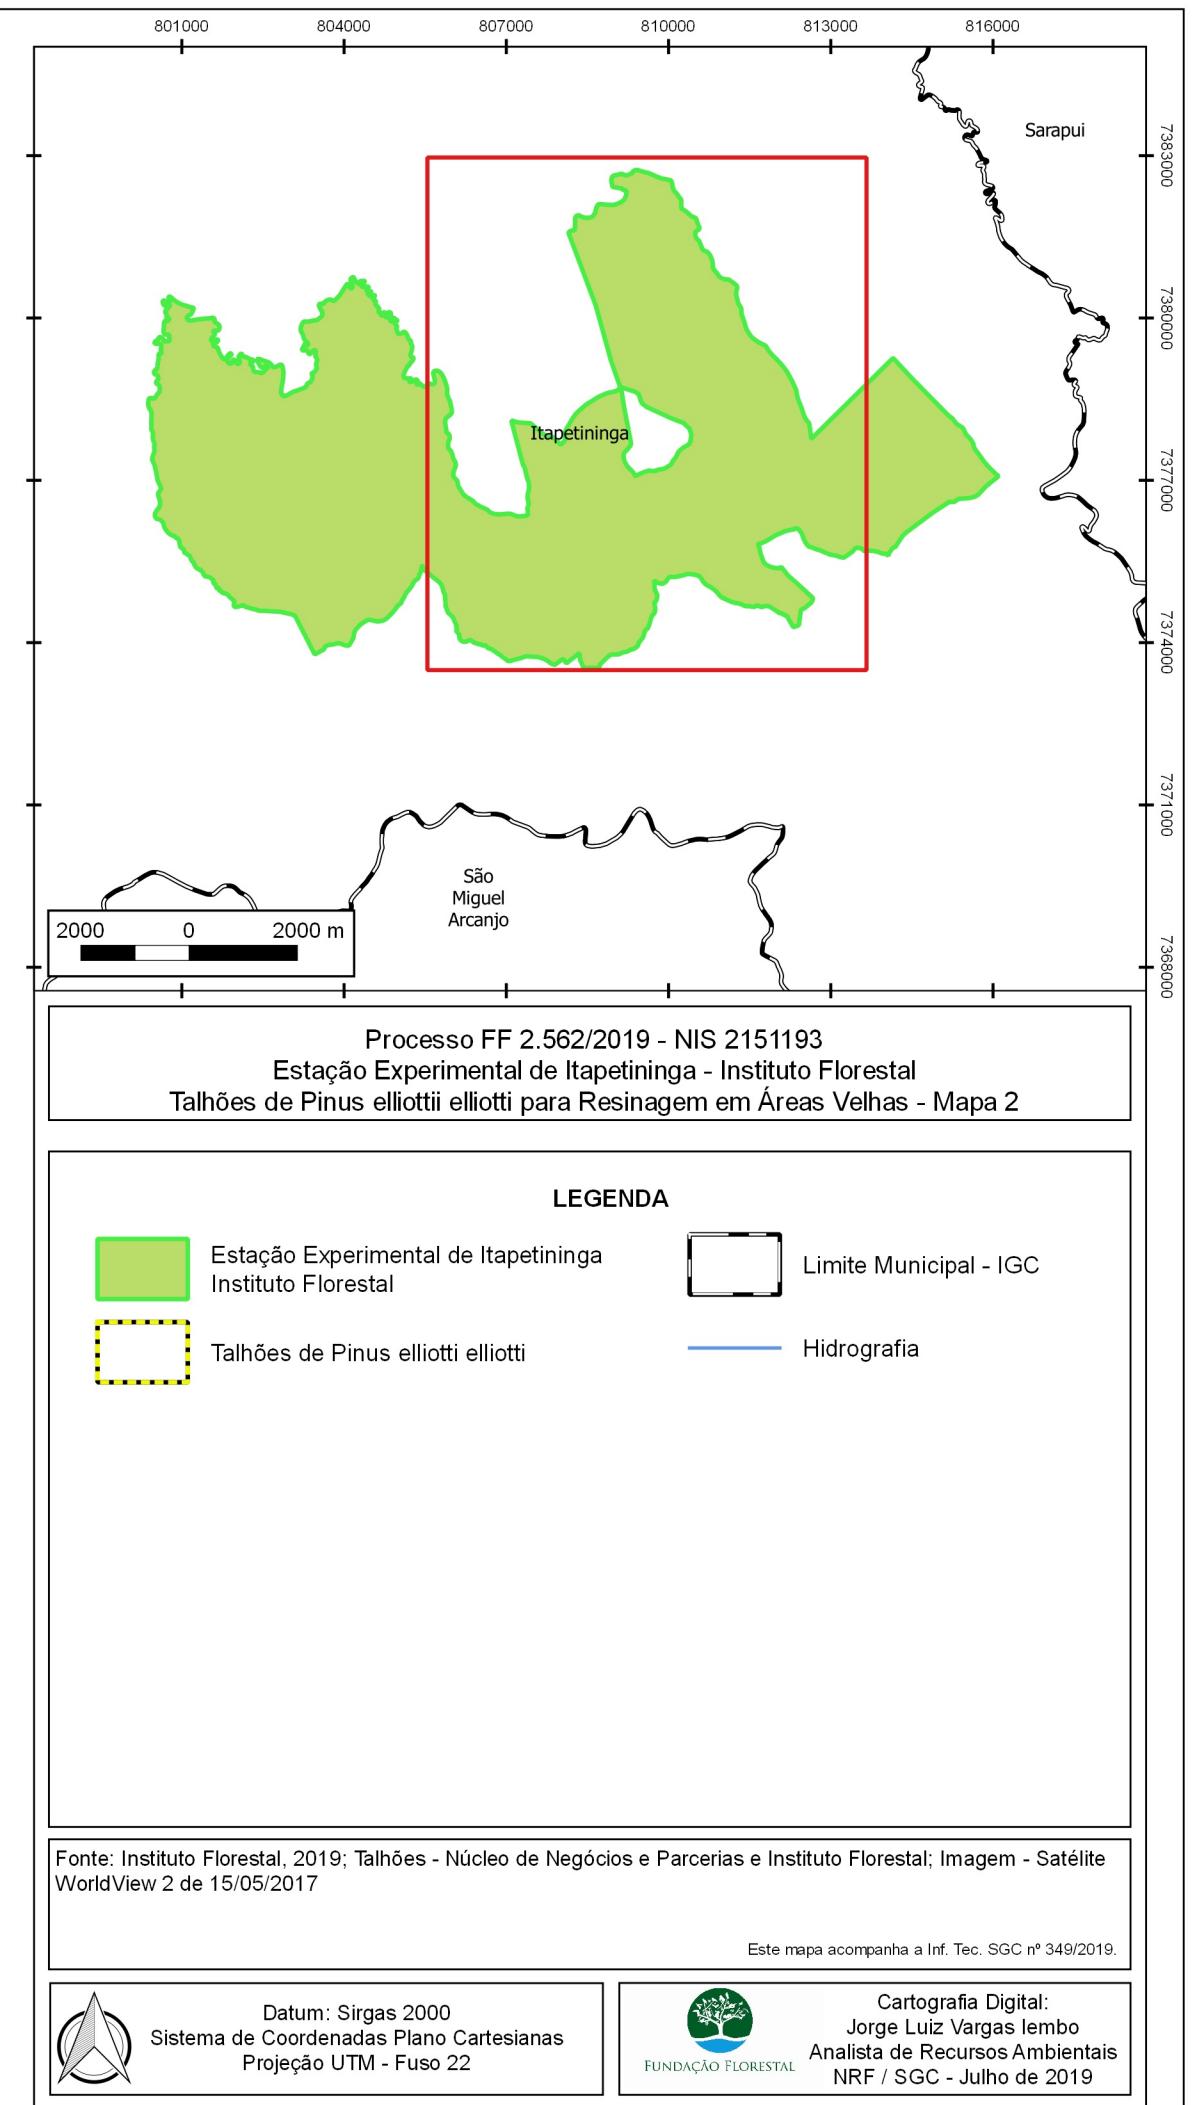 801000 804000 807000 810000 813000 816000
Sarapui
7383000
7380000
Itapetininga
7377000
7374000
7371000
São
Miguel
Arcanjo
2000 0 2000 m
7368000
Processo FF 2.562/2019 - NIS 2151193
Estação Experimental de Itapetininga - Instituto Florestal
Talhões de Pinus elliottii elliotti para Resinagem em Áreas Velhas - Mapa 2
LEGENDA
Estação Experimental de Itapetininga
Instituto Florestal
Limite Municipal - IGC
Talhões de Pinus elliotti elliotti
Hidrografia
Fonte: Instituto Florestal, 2019; Talhões - Núcleo de Negócios e Parcerias e Instituto Florestal; Imagem - Satélite
WorldView 2 de 15/05/2017
Este mapa acompanha a Inf. Tec. SGC nº 349/2019.
Datum: Sirgas 2000
Sistema de Coordenadas Plano Cartesianas
Projeção UTM - Fuso 22
FUNDAÇÃO FLORESTAL
Cartografia Digital:
Jorge Luiz Vargas Iembo
Analista de Recursos Ambientais
NRF / SGC - Julho de 2019